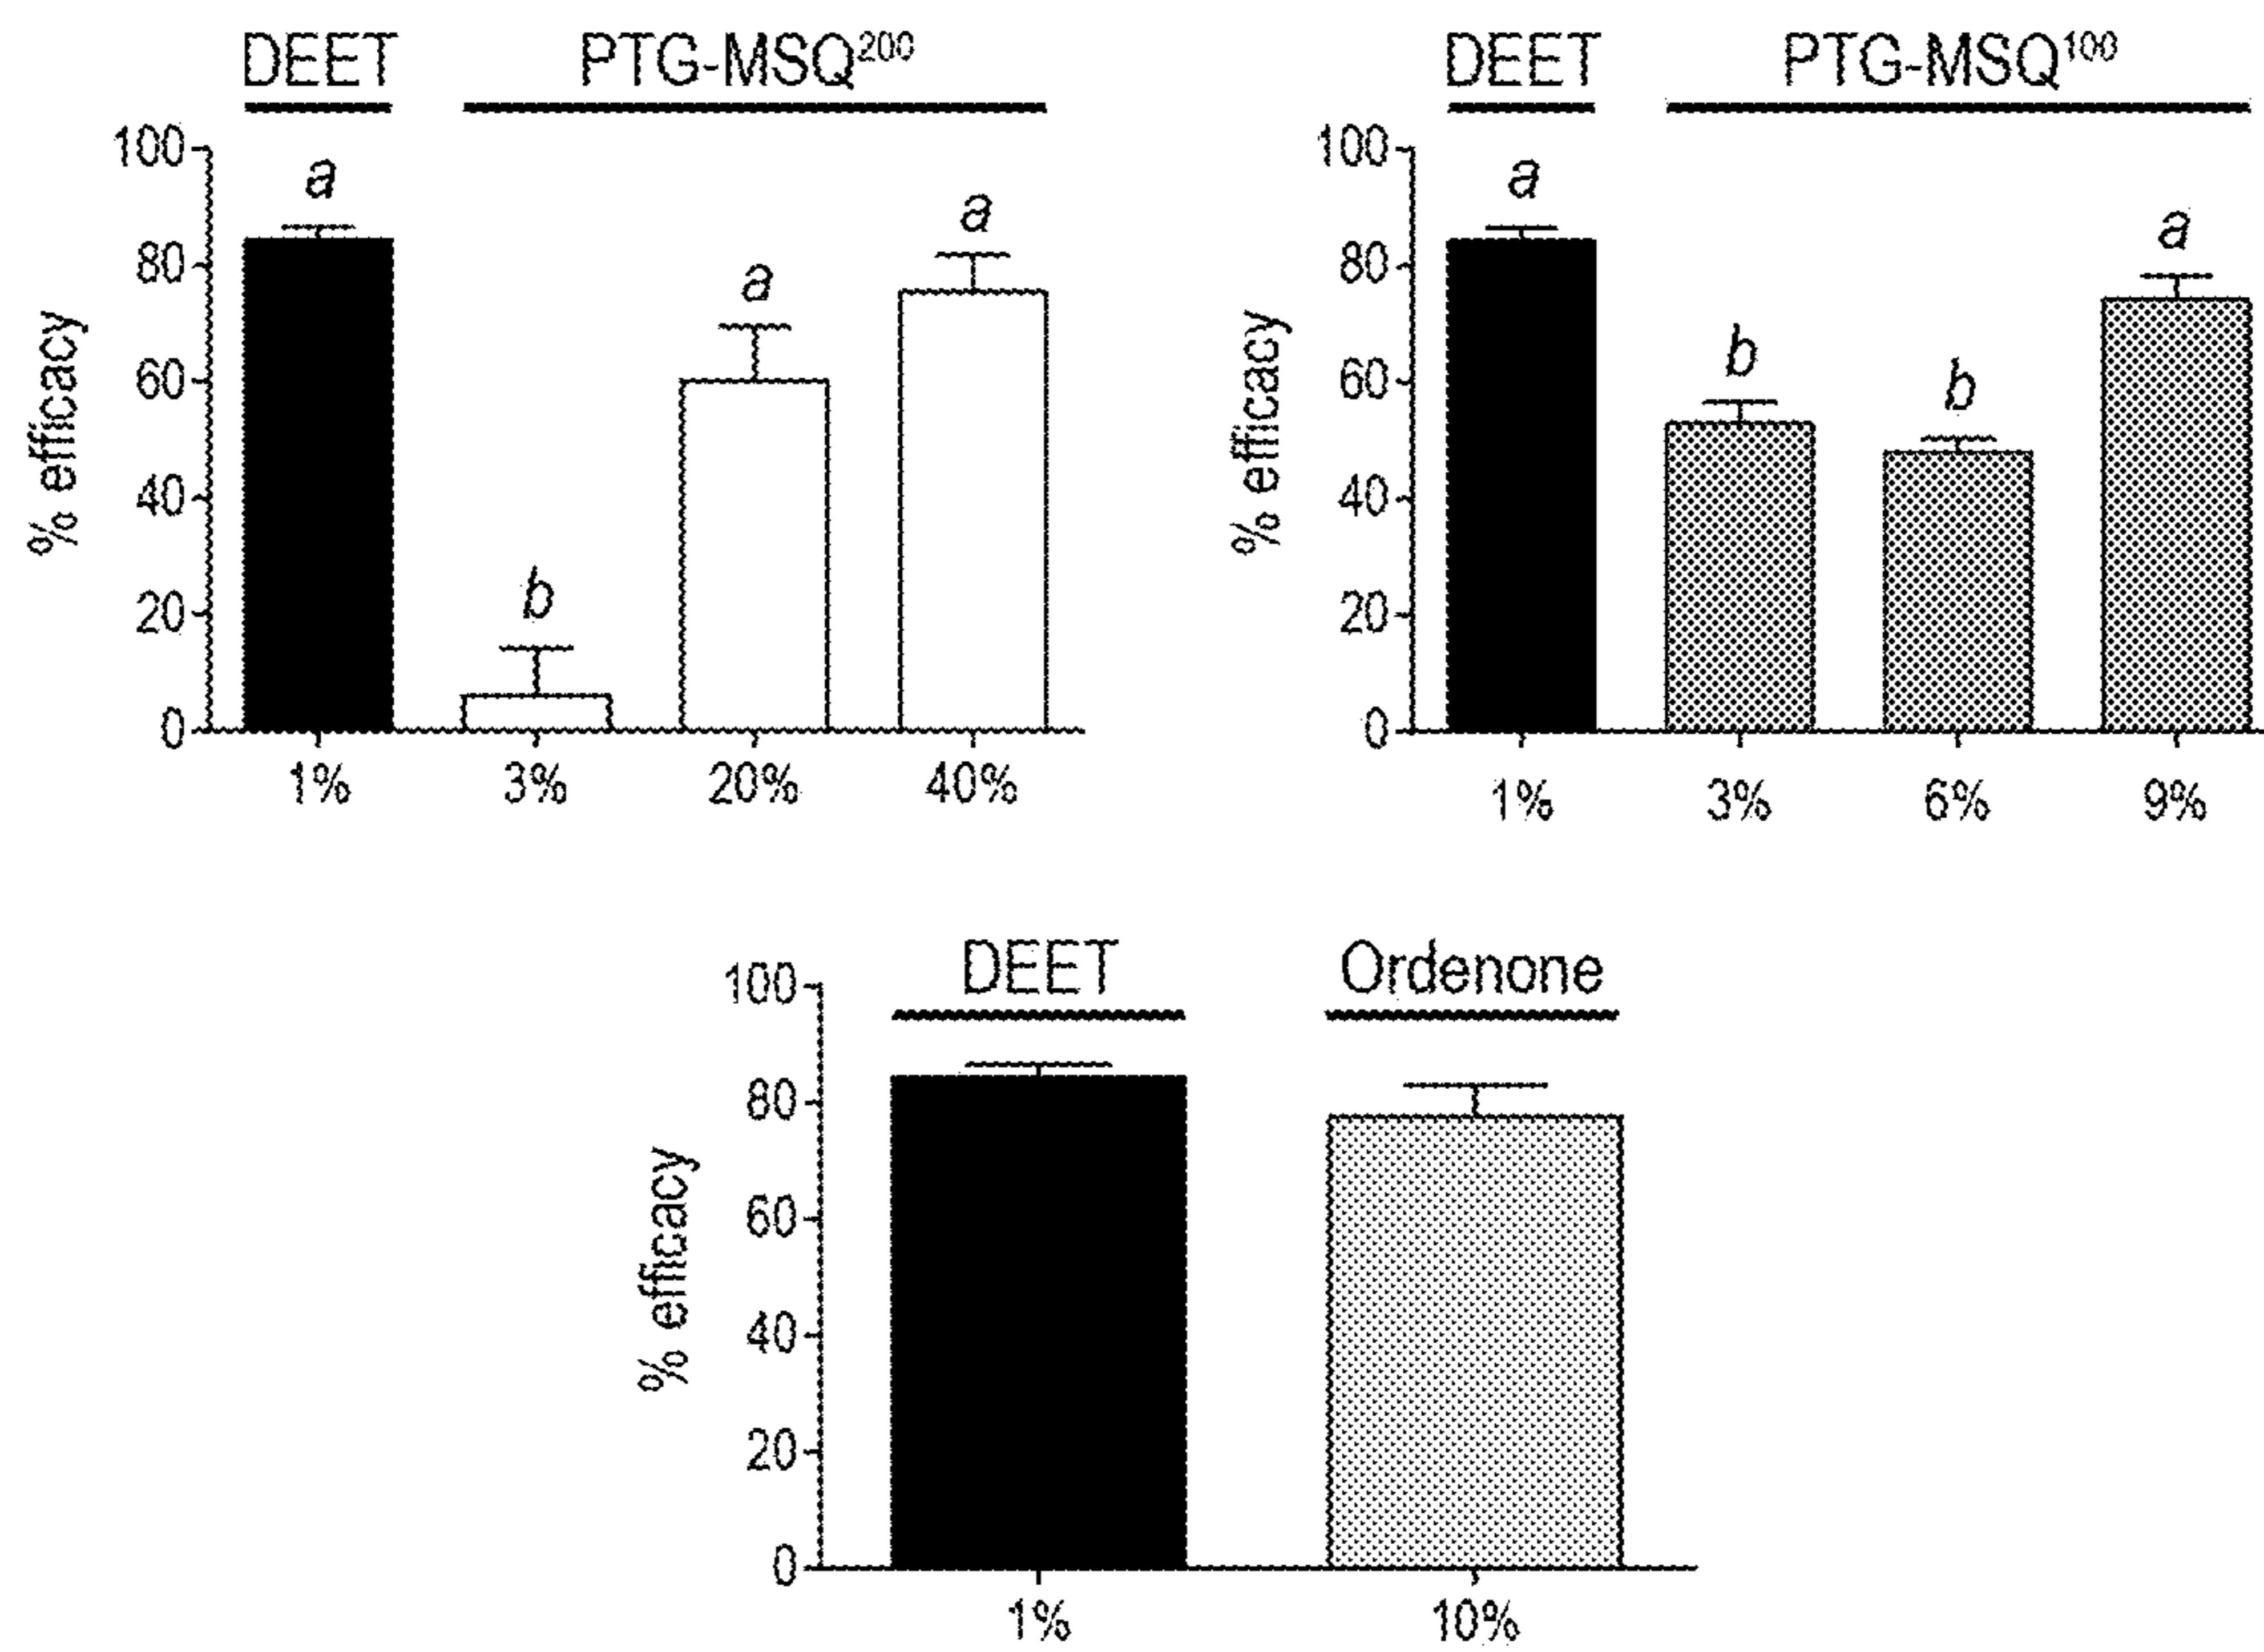 DEET PTG-MSQ²⁰⁰
100
80
60
40
20
0
% efficacy
a
b
a
a
1% 3% 20% 40%
DEET PTG-MSQ¹⁰⁰
100
80
60
40
20
0
% efficacy
a
b
b
a
1% 3% 6% 9%
DEET Ordenone
100
80
60
40
20
0
% efficacy
1% 10%